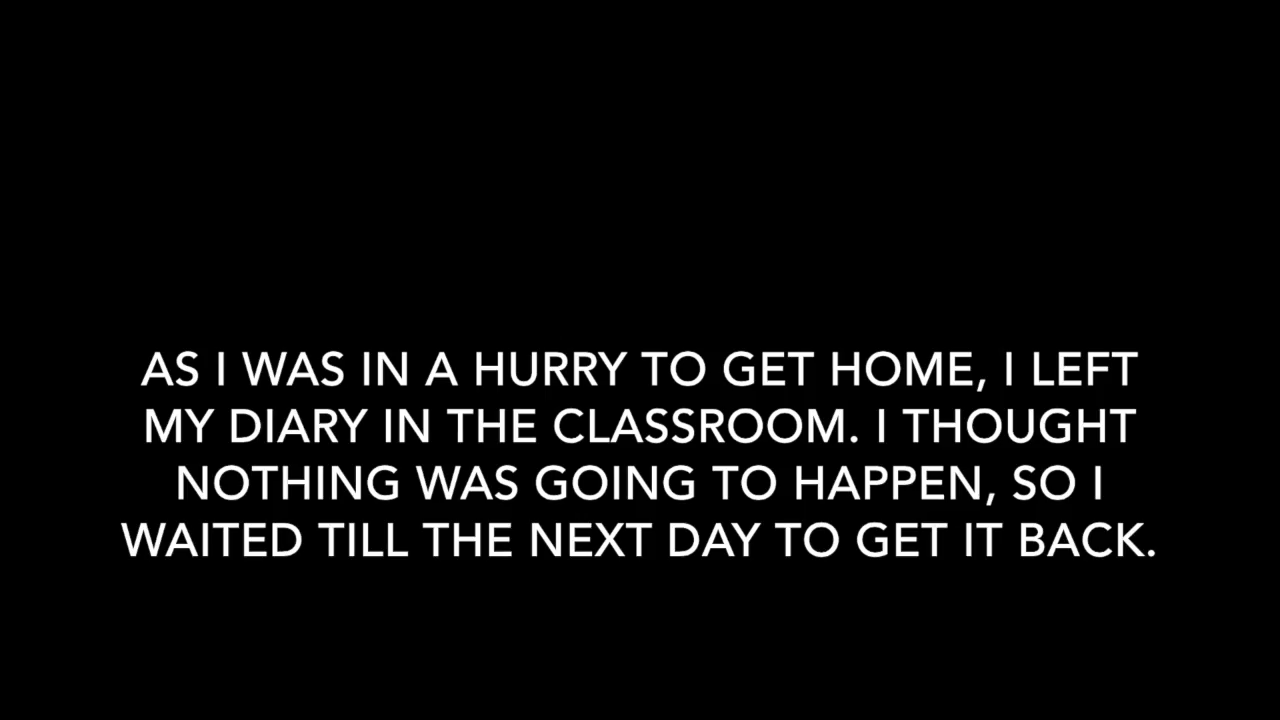 AS I WAS IN A HURRY TO GET HOME, I LEFT
MY DIARY IN THE CLASSROOM. I THOUGHT
NOTHING WAS GOING TO HAPPEN, SO I
WAITED TILL THE NEXT DAY TO GET IT BACK.